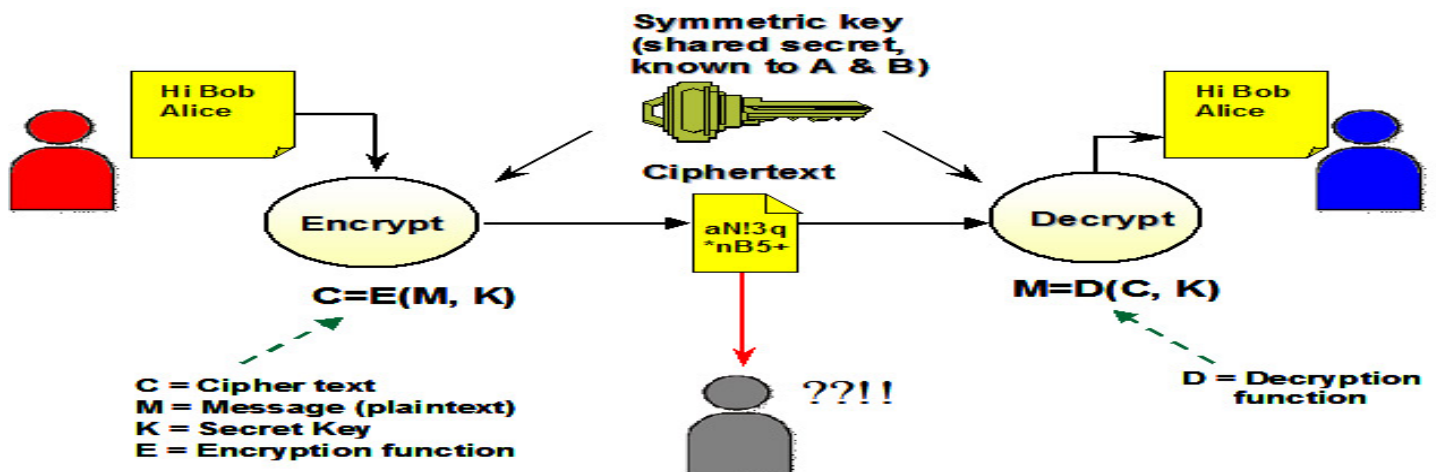 Symmetric key
(shared secret,
known to A & B)
Hi Bob
Alice
Hi Bob
Alice
Ciphertext
Encrypt
aN!3q
*nB5+
Decrypt
C=E(M, K)
M=D(C, K)
C = Cipher text
M = Message (plaintext)
K = Secret Key
E = Encryption function
??!!
D = Decryption
function